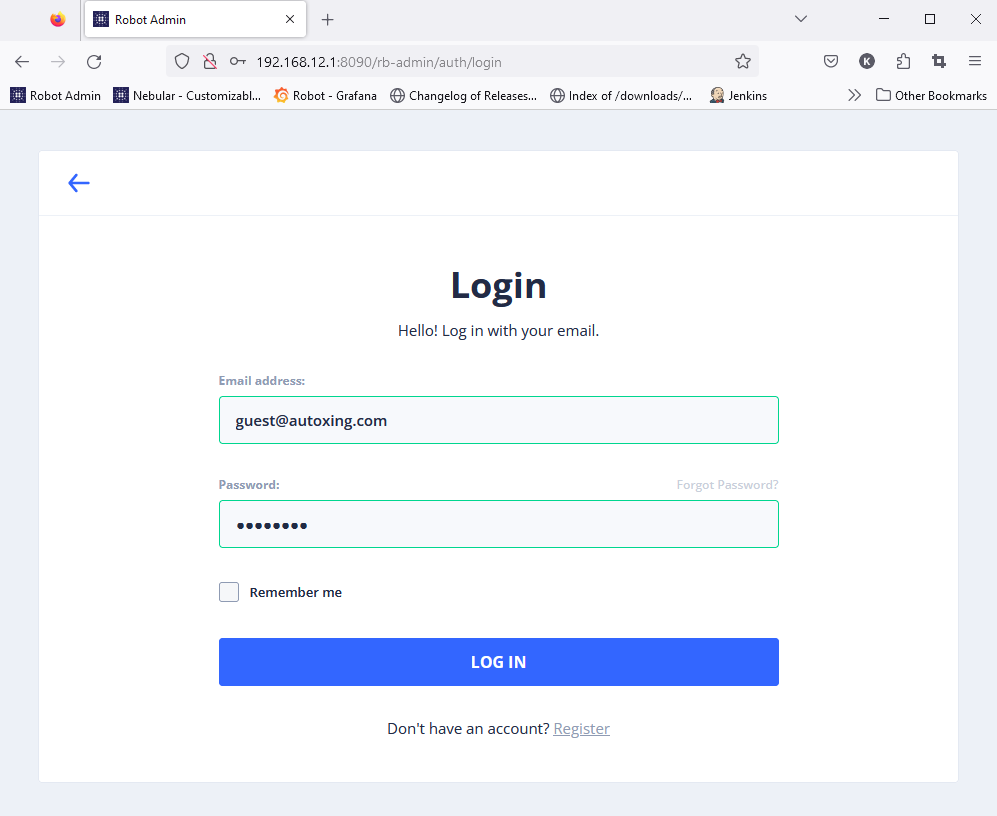 Robot Admin
192.168.12.1:8090/rb-admin/auth/login
K
Robot Admin Nebular - Customizabl... Robot - Grafana Changelog of Releases... Index of /downloads/... Jenkins Other Bookmarks
Login
Hello! Log in with your email.
Email address:
guest@autoxing.com
Password: Forgot Password?
••••••••
Remember me
LOG IN
Don't have an account? Register